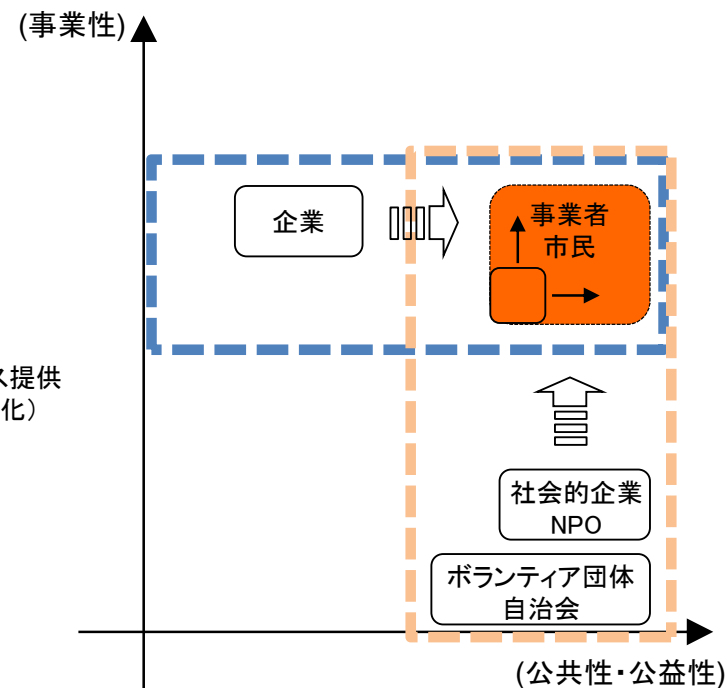 (事業性)
企業
事業者
市民
ス提供
化）
社会的企業
NPO
ボランティア団体
自治会
(公共性・公益性)